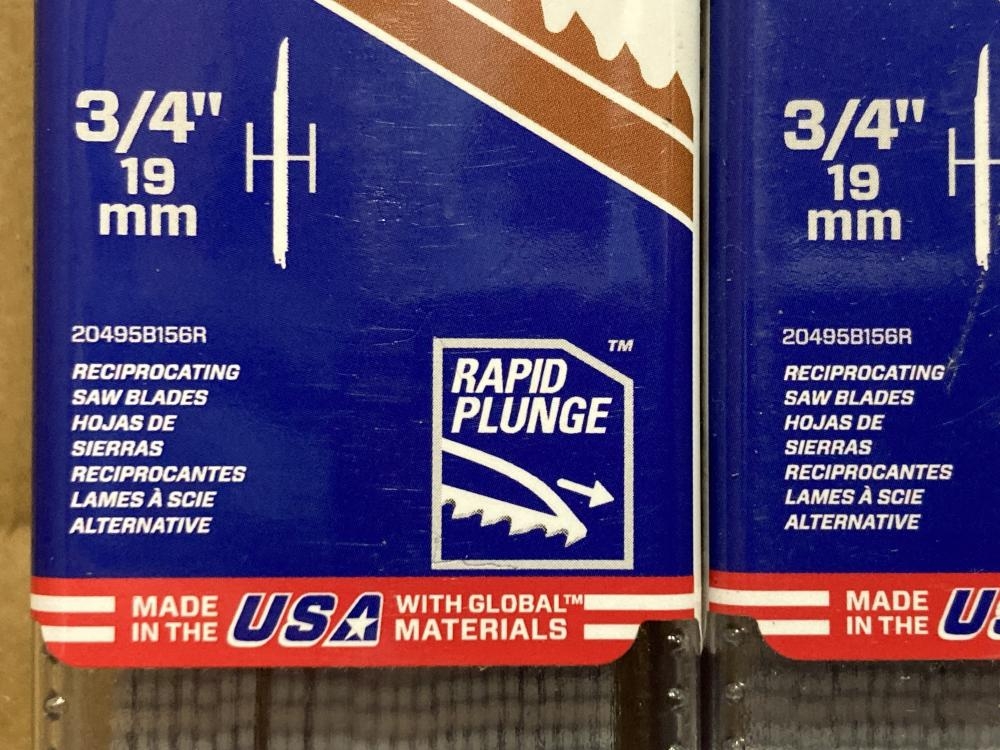 3/4"
19
mm
20495B156R
RECIPROCATING
SAW BLADES
HOJAS DE
SIERRAS
RECIPROCANTES
LAMES À SCIE
ALTERNATIVE
RAPID
PLUNGE
TM
MADE
IN THE
USA
WITH GLOBAL™
MATERIALS
3/4"
19
mm
20495B156R
RECIPROCATING
SAW BLADES
HOJAS DE
SIERRAS
RECIPROCANTES
LAMES À SCIE
ALTERNATIVE
MADE
IN THE